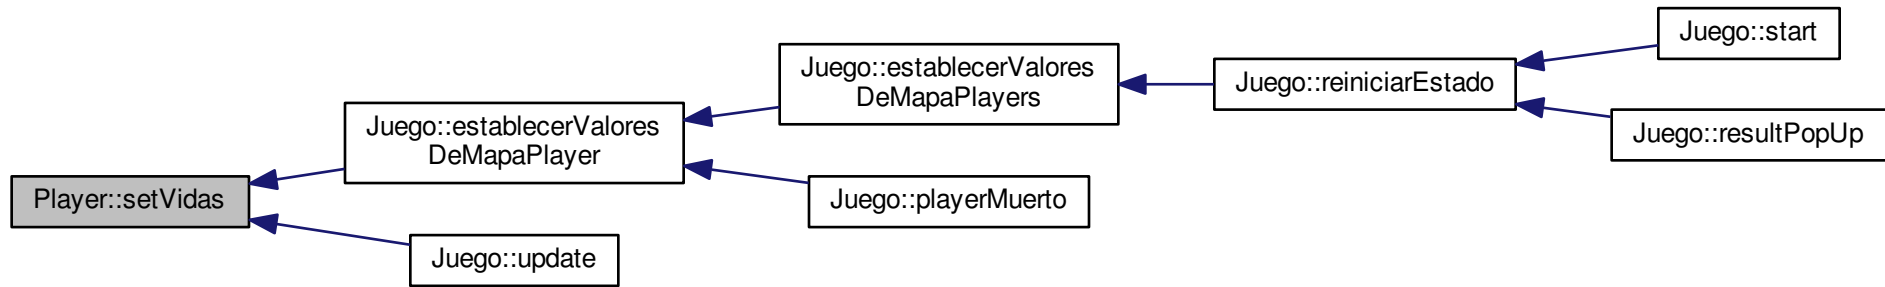 Player::setVidas
Juego::establecerValores
DeMapaPlayer
Juego::update
Juego::establecerValores
DeMapaPlayers
Juego::playerMuerto
Juego::reiniciarEstado
Juego::start
Juego::resultPopUp